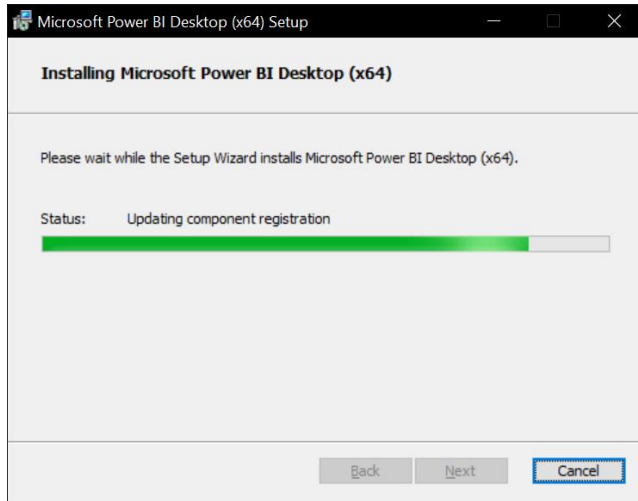 Microsoft Power BI Desktop (x64) Setup
Installing Microsoft Power BI Desktop (x64)
Please wait while the Setup Wizard installs Microsoft Power BI Desktop (x64).
Status: Updating component registration
Back Next Cancel